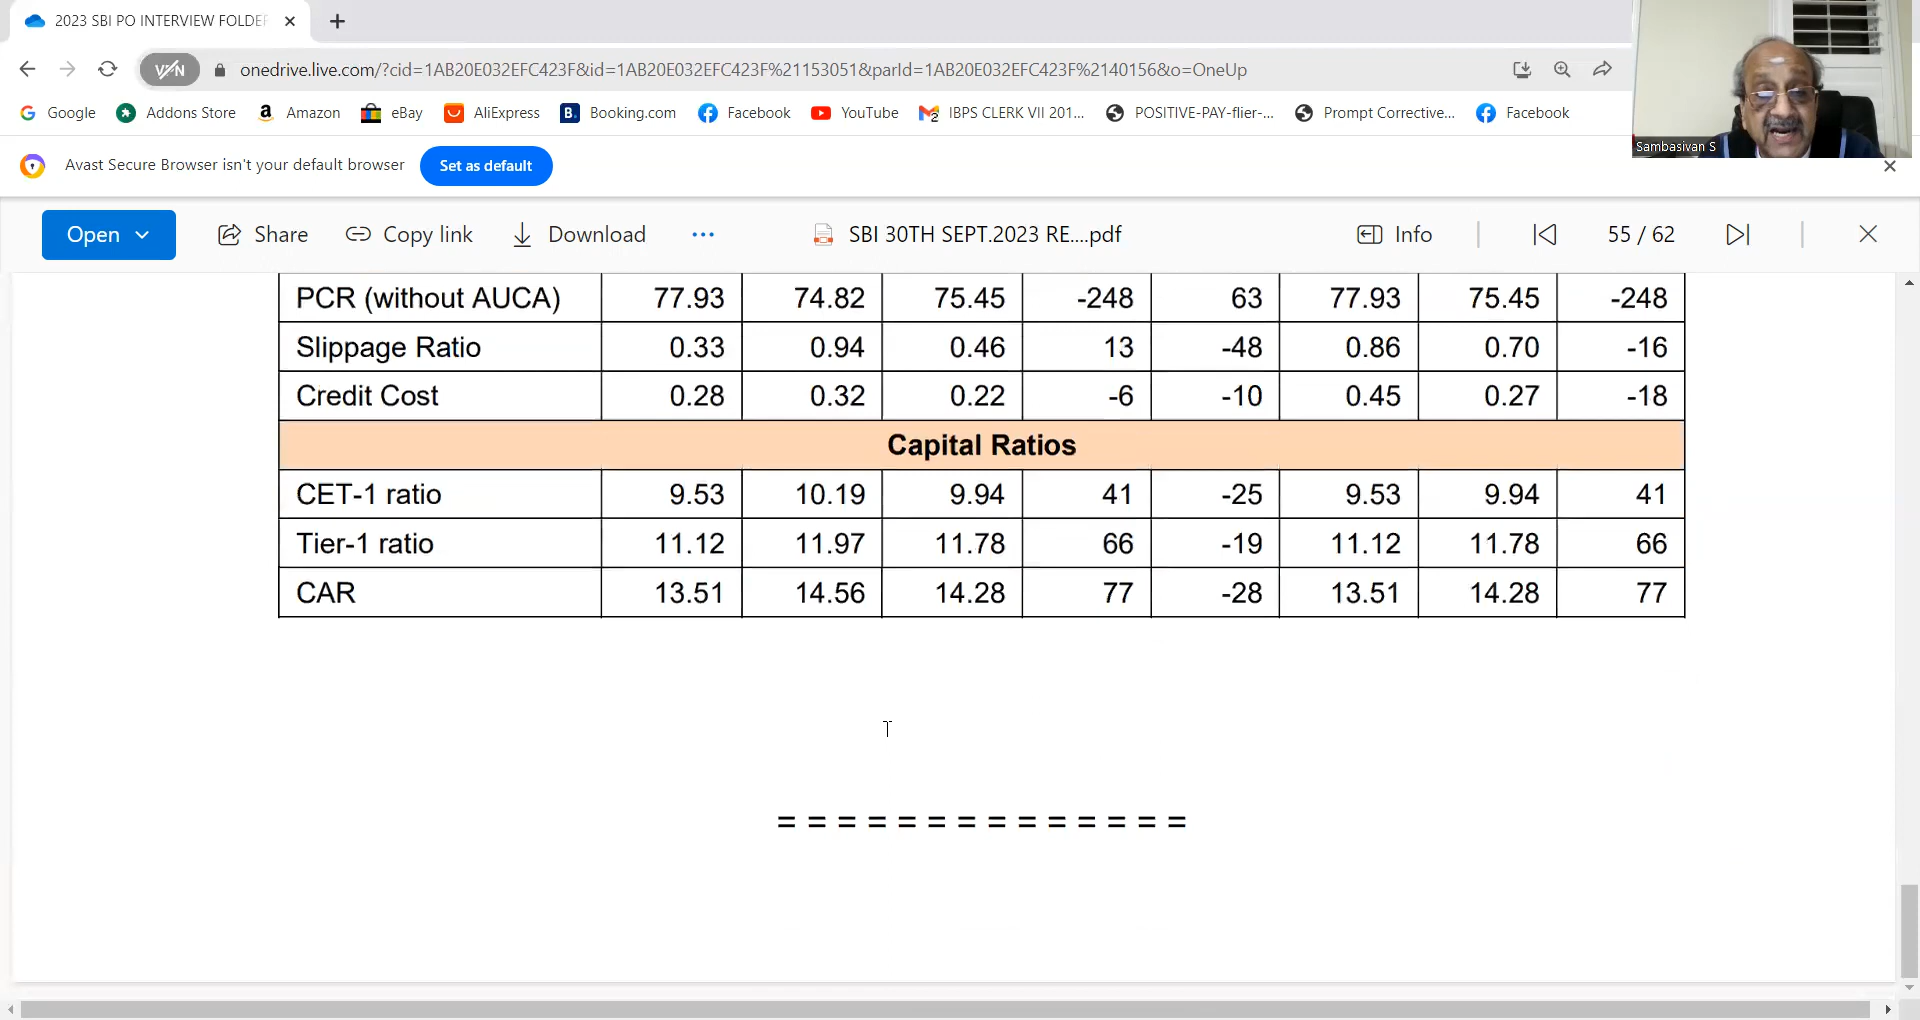 2023 SBI PO INTERVIEW FOLDER
onedrive.live.com/?cid=1AB20E032EFC423F&id=1AB20E032EFC423F%21153051&parId=1AB20E032EFC423F%2140156&o=OneUp
Google Addons Store Amazon eBay AliExpress Booking.com Facebook YouTube IBPS CLERK VII 201... POSITIVE-PAY-flier-... Prompt Corrective... Facebook
Sambasivan S
Avast Secure Browser isn't your default browser Set as default
Open Share Copy link Download ... SBI 30TH SEPT.2023 RE....pdf Info 55 / 62
PCR (without AUCA) 77.93 74.82 75.45 -248 63 77.93 75.45 -248
Slippage Ratio 0.33 0.94 0.46 13 -48 0.86 0.70 -16
Credit Cost 0.28 0.32 0.22 -6 -10 0.45 0.27 -18
Capital Ratios
CET-1 ratio 9.53 10.19 9.94 41 -25 9.53 9.94 41
Tier-1 ratio 11.12 11.97 11.78 66 -19 11.12 11.78 66
CAR 13.51 14.56 14.28 77 -28 13.51 14.28 77
= = = = = = = = = = = = = =